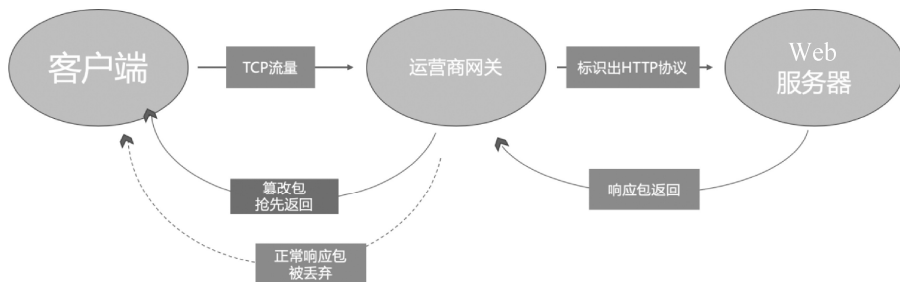 客户端
TCP流量
运营商网关
标识出HTTP协议
Web
服务器
篡改包
抢先返回
响应包返回
正常响应包
被丢弃